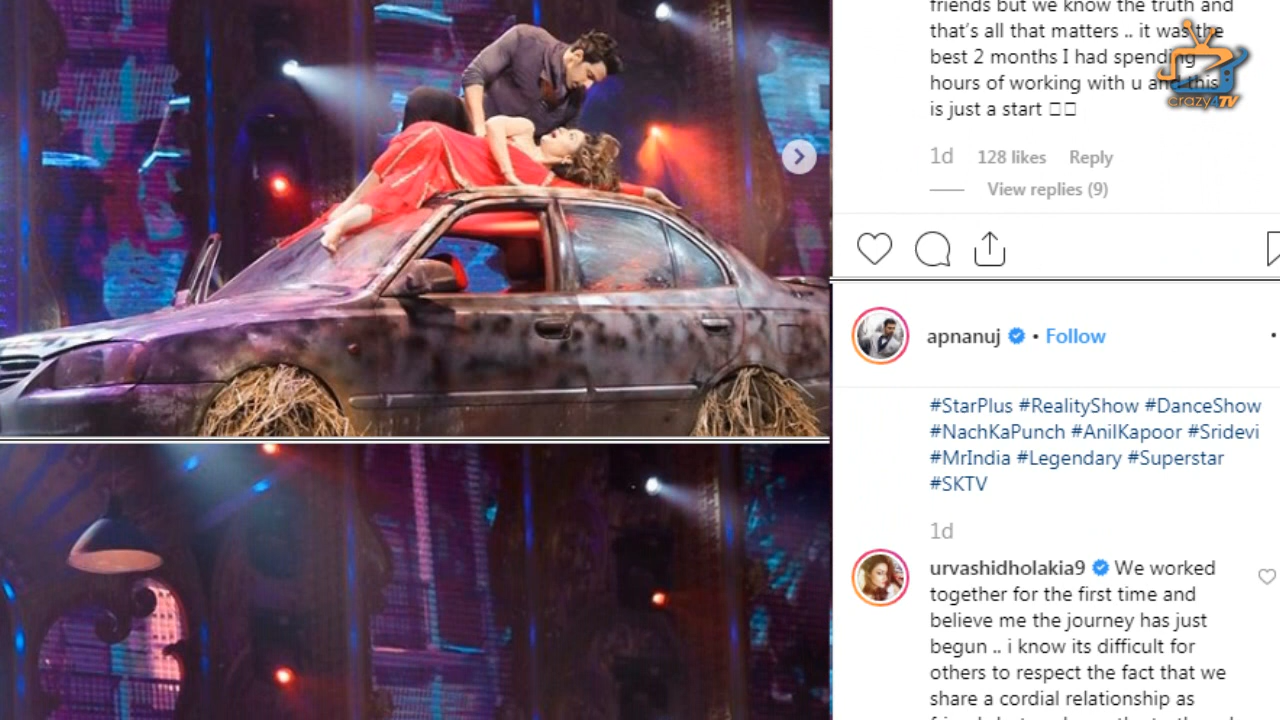 friends but we know the truth and
that's all that matters .. it was the
best 2 months I had spending
hours of working with u and this
is just a start
crazy4TV
1d 128 likes Reply
View replies (9)
apnanuj • Follow
#StarPlus #RealityShow #DanceShow
#NachKaPunch #AnilKapoor #Sridevi
#MrIndia #Legendary #Superstar
#SKTV
1d
urvashidholakia9 We worked
together for the first time and
believe me the journey has just
begun .. i know its difficult for
others to respect the fact that we
share a cordial relationship as